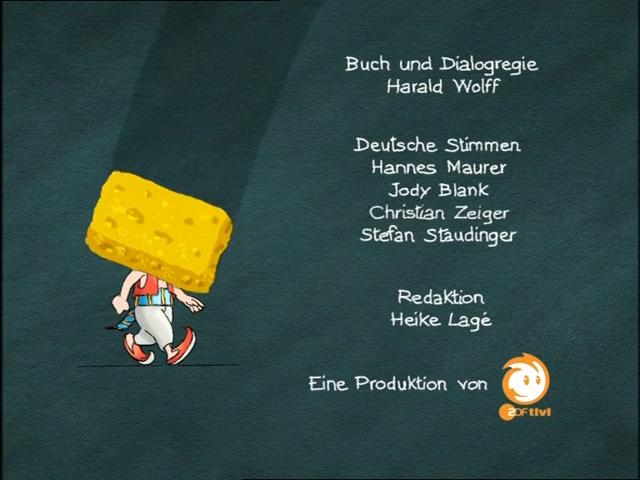 Buch und Dialogregie
Harald Wolff
Deutsche Stimmen
Hannes Maurer
Jody Blank
Christian Zeiger
Stefan Staudinger
Redaktion
Heike Lagé
Eine Produktion von
ZDFtivi